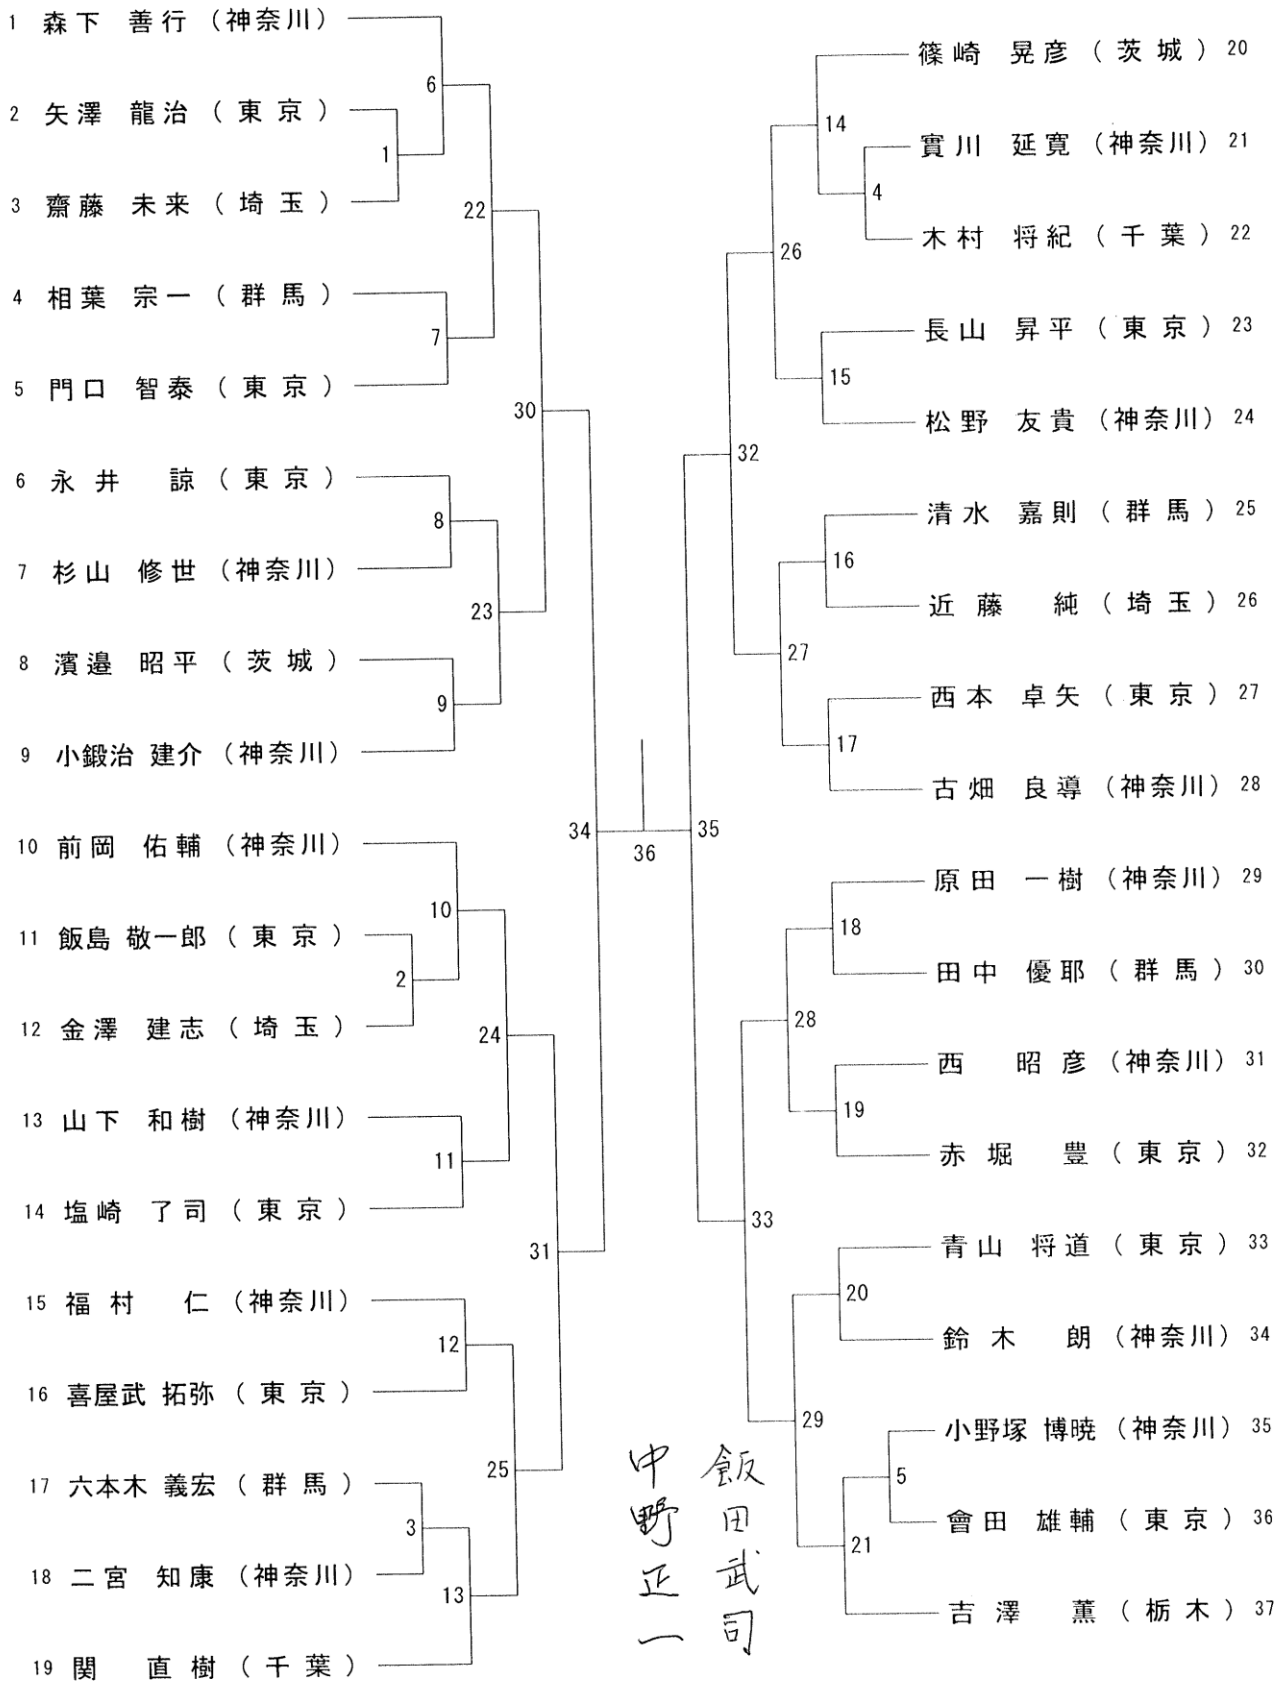 1 森下 善行 (神奈川)
2 矢澤 龍治 (東京)
3 齋藤 未来 (埼玉)
4 相葉 宗一 (群馬)
5 門口 智泰 (東京)
6 永井 諒 (東京)
7 杉山 修世 (神奈川)
8 濱邉 昭平 (茨城)
9 小鍛治 建介 (神奈川)
10 前岡 佑輔 (神奈川)
11 飯島 敬一郎 (東京)
12 金澤 建志 (埼玉)
13 山下 和樹 (神奈川)
14 塩崎 了司 (東京)
15 福村 仁 (神奈川)
16 喜屋武 拓弥 (東京)
17 六本木 義宏 (群馬)
18 二宮 知康 (神奈川)
19 関 直樹 (千葉)
6
1
22
7
30
8
23
9
34
10
2
24
11
31
12
25
3
13
36
篠崎 晃彦 (茨城) 20
實川 延寛 (神奈川) 21
木村 将紀 (千葉) 22
長山 昇平 (東京) 23
松野 友貴 (神奈川) 24
清水 嘉則 (群馬) 25
近藤 純 (埼玉) 26
西本 卓矢 (東京) 27
古畑 良導 (神奈川) 28
原田 一樹 (神奈川) 29
田中 優耶 (群馬) 30
西 昭彦 (神奈川) 31
赤堀 豊 (東京) 32
青山 将道 (東京) 33
鈴木 朗 (神奈川) 34
小野塚 博暁 (神奈川) 35
會田 雄輔 (東京) 36
吉澤 薫 (栃木) 37
14
4
26
15
32
16
27
17
35
18
28
19
33
20
29
5
21
飯田武司
中野正一